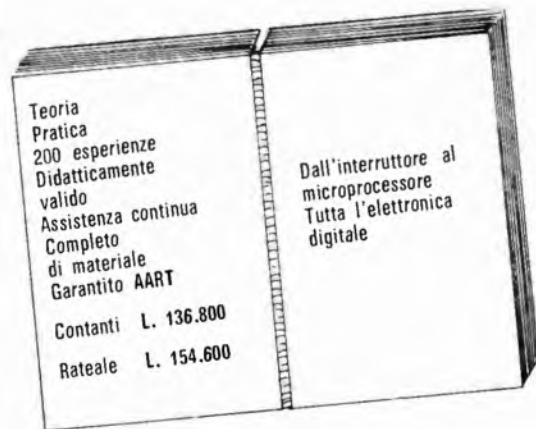 Teoria
Pratica
200 esperienze
Didatticamente
valido
Assistenza continua
Completo
di materiale
Garantito AART
Contanti L. 136.800
Rateale L. 154.600
Dall'interruttore al
microprocessore
Tutta l'elettronica
digitale